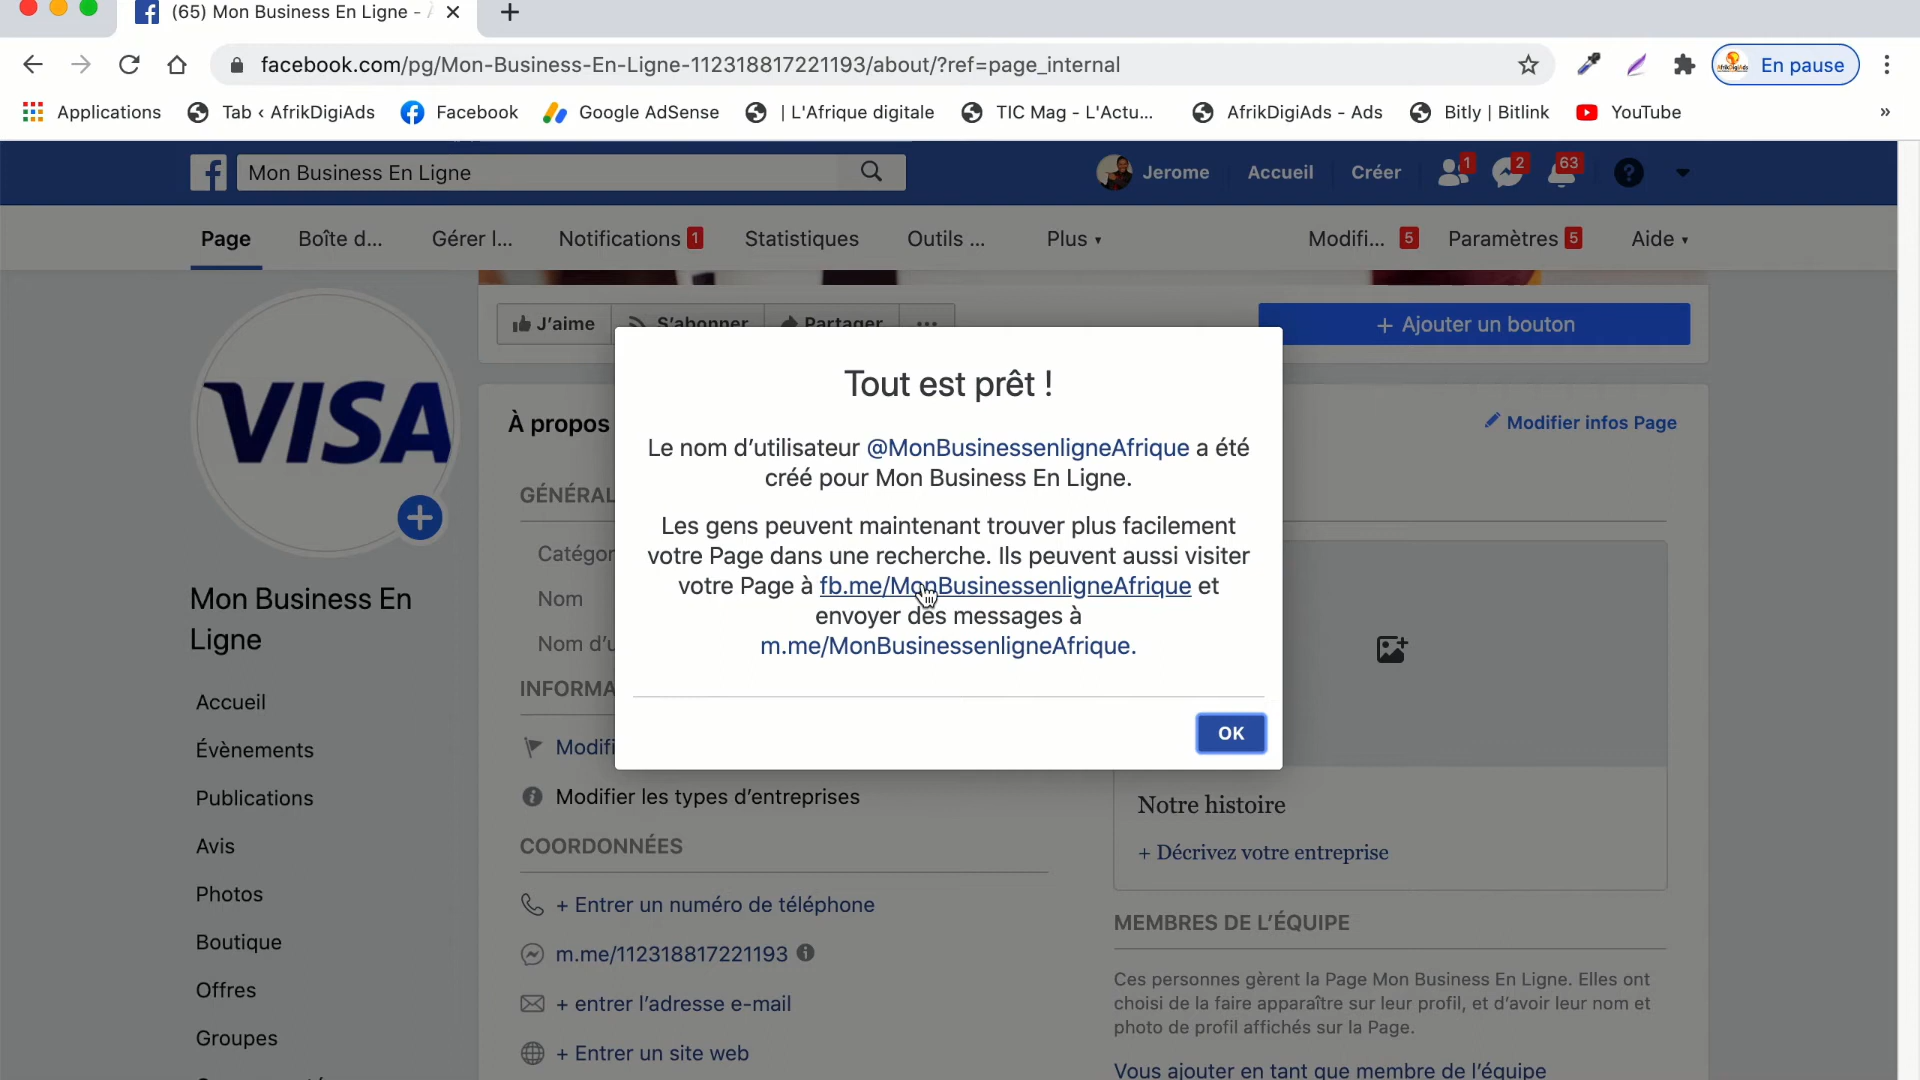 (65) Mon Business En Ligne -
facebook.com/pg/Mon-Business-En-Ligne-112318817221193/about/?ref=page_internal
En pause
Applications
Tab ‹ AfrikDigiAds
Facebook
Google AdSense
| L'Afrique digitale
TIC Mag - L'Actu...
AfrikDigiAds - Ads
Bitly | Bitlink
YouTube
»
Mon Business En Ligne
Jerome
Accueil
Créer
1
2
63
Page
Boîte d...
Gérer l...
Notifications 1
Statistiques
Outils ...
Plus
Modifi... 5
Paramètres 5
Aide
J'aime
S'abonner
Partager
...
+ Ajouter un bouton
VISA
Mon Business En
Ligne
Accueil
Évènements
Publications
Avis
Photos
Boutique
Offres
Groupes
À propos
Modifier infos Page
GÉNÉRAL
Catégor
Nom
Nom d'u
INFORMA
Modifi
Modifier les types d'entreprises
COORDONNÉES
+ Entrer un numéro de téléphone
m.me/112318817221193
+ entrer l'adresse e-mail
+ Entrer un site web
Tout est prêt !
Le nom d'utilisateur @MonBusinessenligneAfrique a été
créé pour Mon Business En Ligne.
Les gens peuvent maintenant trouver plus facilement
votre Page dans une recherche. Ils peuvent aussi visiter
votre Page à fb.me/MonBusinessenligneAfrique et
envoyer des messages à
m.me/MonBusinessenligneAfrique.
OK
Notre histoire
+ Décrivez votre entreprise
MEMBRES DE L'ÉQUIPE
Ces personnes gèrent la Page Mon Business En Ligne. Elles ont
choisi de la faire apparaître sur leur profil, et d'avoir leur nom et
photo de profil affichés sur la Page.
Vous ajouter en tant que membre de l'équipe